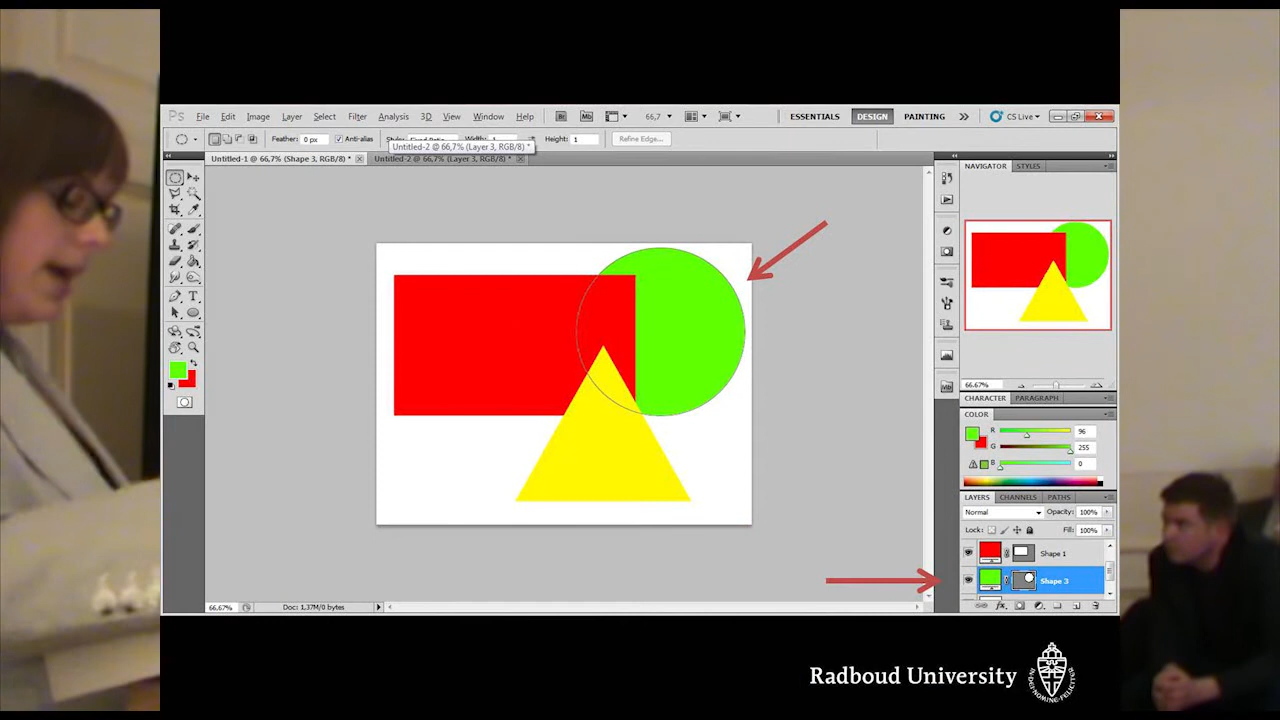 Ps File Edit Image Layer Select Filter Analysis 3D View Window Help Br Mb 66,7 ESSENTIALS DESIGN PAINTING CS Live
Feather: 0 px Anti-alias Height: 1 Refine Edge...
Untitled-2 @ 66,7% (Layer 3, RGB/8) *
Untitled-1 @ 66,7% (Shape 3, RGB/8) * Untitled-2 @ 66,7% (Layer 3, RGB/8) *
NAVIGATOR STYLES
66.67%
CHARACTER PARAGRAPH
COLOR
R 96
G 255
B 0
LAYERS CHANNELS PATHS
Normal Opacity: 100%
Lock: Fill: 100%
Shape 1
Shape 3
66,67% Doc: 1,37M/0 bytes
Radboud University